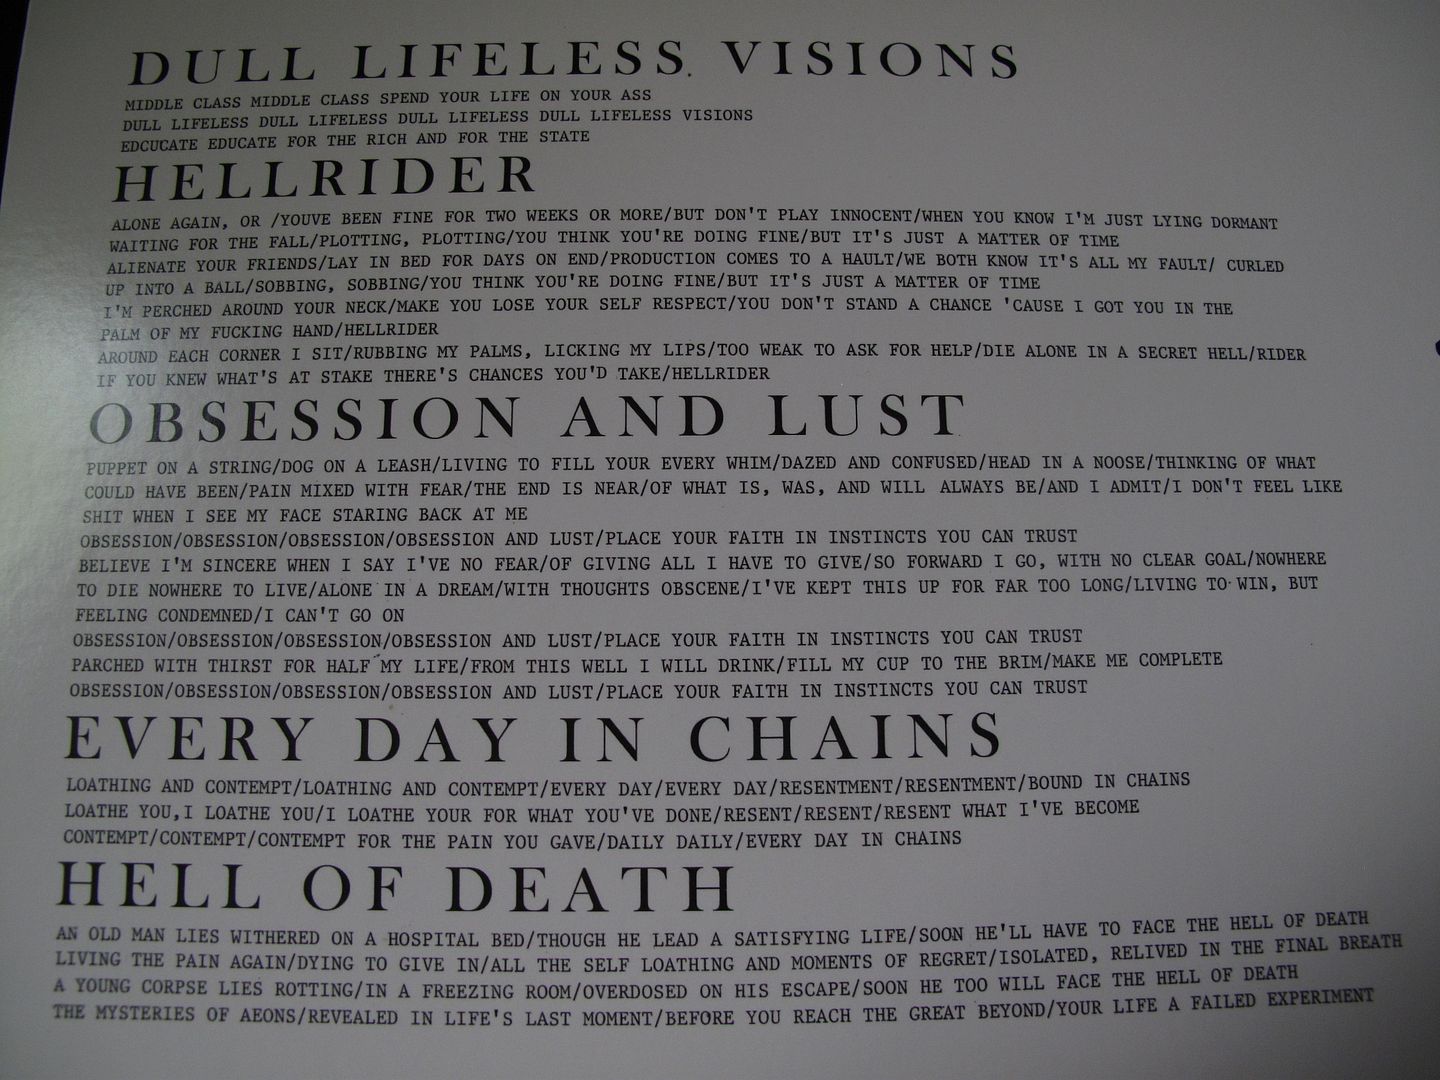 DULL LIFELESS VISIONS
MIDDLE CLASS MIDDLE CLASS SPEND YOUR LIFE ON YOUR ASS
DULL LIFELESS DULL LIFELESS DULL LIFELESS DULL LIFELESS VISIONS
EDCUCATE EDUCATE FOR THE RICH AND FOR THE STATE
HELLRIDER
ALONE AGAIN, OR /YOUVE BEEN FINE FOR TWO WEEKS OR MORE/BUT DON'T PLAY INNOCENT/WHEN YOU KNOW I'M JUST LYING DORMANT
WAITING FOR THE FALL/PLOTTING, PLOTTING/YOU THINK YOU'RE DOING FINE/BUT IT'S JUST A MATTER OF TIME
ALIENATE YOUR FRIENDS/LAY IN BED FOR DAYS ON END/PRODUCTION COMES TO A HAULT/WE BOTH KNOW IT'S ALL MY FAULT/ CURLED
UP INTO A BALL/SOBBING, SOBBING/YOU THINK YOU'RE DOING FINE/BUT IT'S JUST A MATTER OF TIME
I'M PERCHED AROUND YOUR NECK/MAKE YOU LOSE YOUR SELF RESPECT/YOU DON'T STAND A CHANCE 'CAUSE I GOT YOU IN THE
PALM OF MY FUCKING HAND/HELLRIDER
AROUND EACH CORNER I SIT/RUBBING MY PALMS, LICKING MY LIPS/TOO WEAK TO ASK FOR HELP/DIE ALONE IN A SECRET HELL/RIDER
IF YOU KNEW WHAT'S AT STAKE THERE'S CHANCES YOU'D TAKE/HELLRIDER
OBSESSION AND LUST
PUPPET ON A STRING/DOG ON A LEASH/LIVING TO FILL YOUR EVERY WHIM/DAZED AND CONFUSED/HEAD IN A NOOSE/THINKING OF WHAT
COULD HAVE BEEN/PAIN MIXED WITH FEAR/THE END IS NEAR/OF WHAT IS, WAS, AND WILL ALWAYS BE/AND I ADMIT/I DON'T FEEL LIKE
SHIT WHEN I SEE MY FACE STARING BACK AT ME
OBSESSION/OBSESSION/OBSESSION/OBSESSION AND LUST/PLACE YOUR FAITH IN INSTINCTS YOU CAN TRUST
BELIEVE I'M SINCERE WHEN I SAY I'VE NO FEAR/OF GIVING ALL I HAVE TO GIVE/SO FORWARD I GO, WITH NO CLEAR GOAL/NOWHERE
TO DIE NOWHERE TO LIVE/ALONE IN A DREAM/WITH THOUGHTS OBSCENE/I'VE KEPT THIS UP FOR FAR TOO LONG/LIVING TO WIN, BUT
FEELING CONDEMNED/I CAN'T GO ON
OBSESSION/OBSESSION/OBSESSION/OBSESSION AND LUST/PLACE YOUR FAITH IN INSTINCTS YOU CAN TRUST
PARCHED WITH THIRST FOR HALF MY LIFE/FROM THIS WELL I WILL DRINK/FILL MY CUP TO THE BRIM/MAKE ME COMPLETE
OBSESSION/OBSESSION/OBSESSION/OBSESSION AND LUST/PLACE YOUR FAITH IN INSTINCTS YOU CAN TRUST
EVERY DAY IN CHAINS
LOATHING AND CONTEMPT/LOATHING AND CONTEMPT/EVERY DAY/EVERY DAY/RESENTMENT/RESENTMENT/BOUND IN CHAINS
LOATHE YOU,I LOATHE YOU/I LOATHE YOUR FOR WHAT YOU'VE DONE/RESENT/RESENT/RESENT WHAT I'VE BECOME
CONTEMPT/CONTEMPT/CONTEMPT FOR THE PAIN YOU GAVE/DAILY DAILY/EVERY DAY IN CHAINS
HELL OF DEATH
AN OLD MAN LIES WITHERED ON A HOSPITAL BED/THOUGH HE LEAD A SATISFYING LIFE/SOON HE'LL HAVE TO FACE THE HELL OF DEATH
LIVING THE PAIN AGAIN/DYING TO GIVE IN/ALL THE SELF LOATHING AND MOMENTS OF REGRET/ISOLATED, RELIVED IN THE FINAL BREATH
A YOUNG CORPSE LIES ROTTING/IN A FREEZING ROOM/OVERDOSED ON HIS ESCAPE/SOON HE TOO WILL FACE THE HELL OF DEATH
THE MYSTERIES OF AEONS/REVEALED IN LIFE'S LAST MOMENT/BEFORE YOU REACH THE GREAT BEYOND/YOUR LIFE A FAILED EXPERIMENT